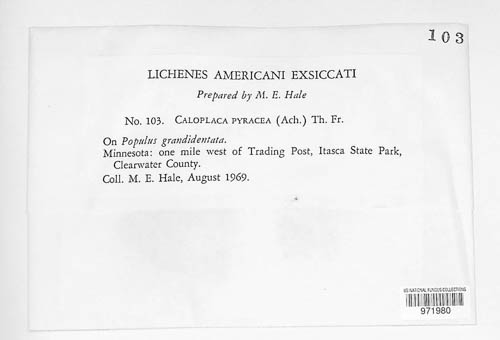 103
LICHENES AMERICANI EXSICCATI
Prepared by M. E. Hale
No. 103. CALOPLACA PYRACEA (Ach.) Th. Fr.
On Populus grandidentata.
Minnesota: one mile west of Trading Post, Itasca State Park,
Clearwater County.
Coll. M. E. Hale, August 1969.
US NATIONAL FUNGUS COLLECTIONS
971980